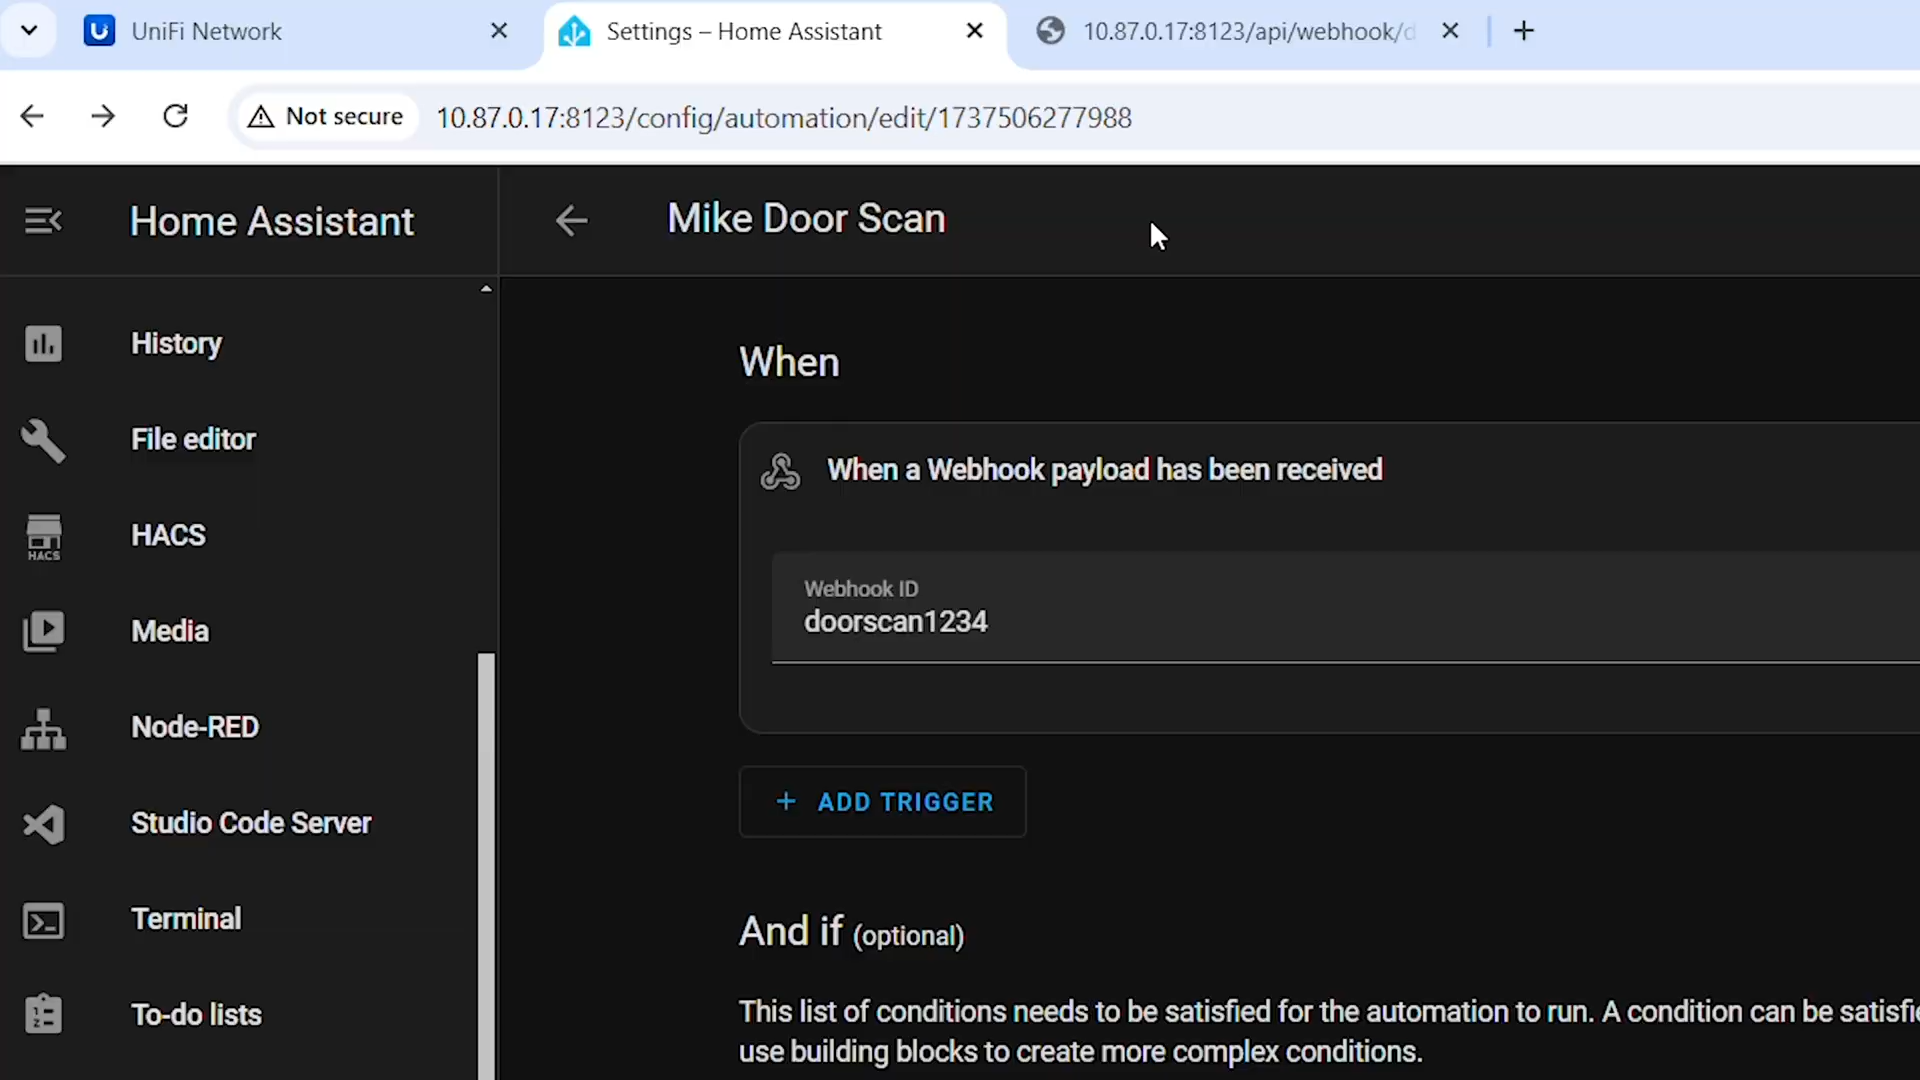 UniFi Network
Settings – Home Assistant
10.87.0.17:8123/api/webhook/d
Not secure
10.87.0.17:8123/config/automation/edit/1737506277988
Home Assistant
Mike Door Scan
History
File editor
HACS
HACS
Media
Node-RED
Studio Code Server
Terminal
To-do lists
When
When a Webhook payload has been received
Webhook ID
doorscan1234
+ ADD TRIGGER
And if (optional)
This list of conditions needs to be satisfied for the automation to run. A condition can be satisfie
use building blocks to create more complex conditions.